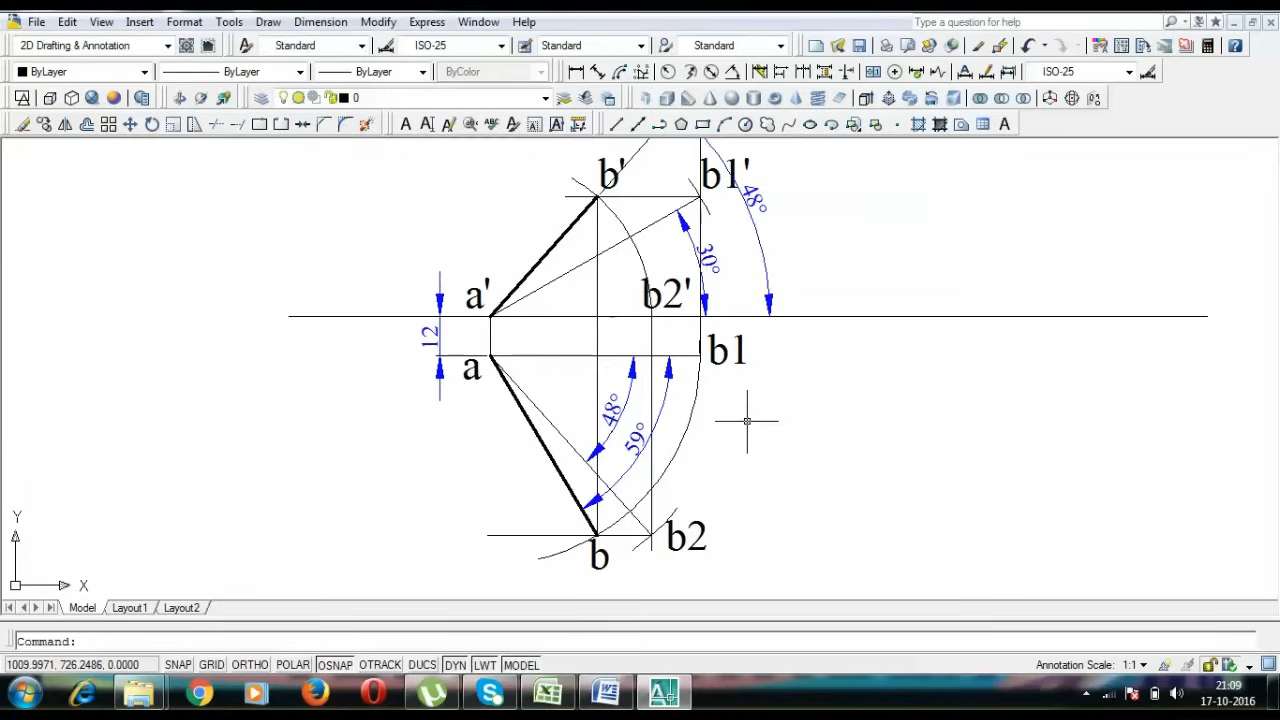 File Edit View Insert Format Tools Draw Dimension Modify Express Window Help Type a question for help
2D Drafting & Annotation Standard ISO-25 Standard Standard
ByLayer ByLayer ByLayer ByColor ISO-25
0
b' b1' 48°
30°
a' b2'
12
a b1
48°
59°
b b2
Y
X
Model Layout1 Layout2
Command:
1009.9971, 726.2486, 0.0000 SNAP GRID ORTHO POLAR OSNAP OTRACK DUCS DYN LWT MODEL Annotation Scale: 1:1
21:09
17-10-2016